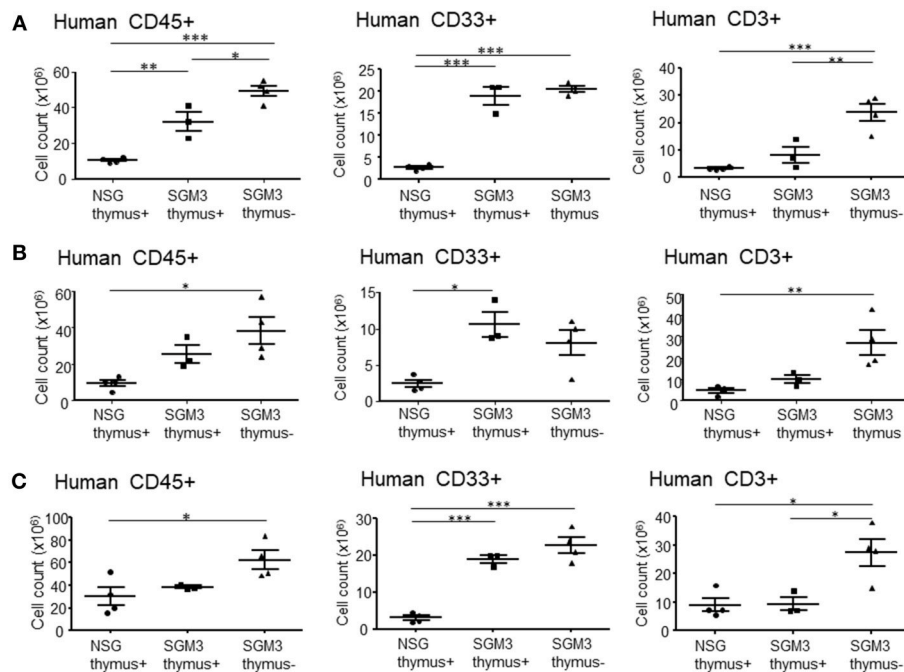 A
Human CD45+
Human CD33+
Human CD3+
***
**
*
Cell count (x10⁶)
60
40
20
0
NSG
thymus+
SGM3
thymus+
SGM3
thymus-
***
***
Cell count (x10⁶)
25
20
15
10
5
0
NSG
thymus+
SGM3
thymus+
SGM3
thymus
***
**
Cell count (x10⁶)
40
30
20
10
0
NSG
thymus+
SGM3
thymus+
SGM3
thymus-
B
Human CD45+
Human CD33+
Human CD3+
*
Cell count (x10⁶)
60
40
20
0
NSG
thymus+
SGM3
thymus+
SGM3
thymus-
*
Cell count (x10⁶)
15
10
5
0
NSG
thymus+
SGM3
thymus+
SGM3
thymus-
**
Cell count (x10⁶)
50
40
30
20
10
0
NSG
thymus+
SGM3
thymus+
SGM3
thymus
C
Human CD45+
Human CD33+
Human CD3+
*
Cell count (x10⁶)
100
80
60
40
20
0
NSG
thymus+
SGM3
thymus+
SGM3
thymus-
***
***
Cell count (x10⁶)
30
20
10
0
NSG
thymus+
SGM3
thymus+
SGM3
thymus-
*
*
Cell count (x10⁶)
40
30
20
10
0
NSG
thymus+
SGM3
thymus+
SGM3
thymus-